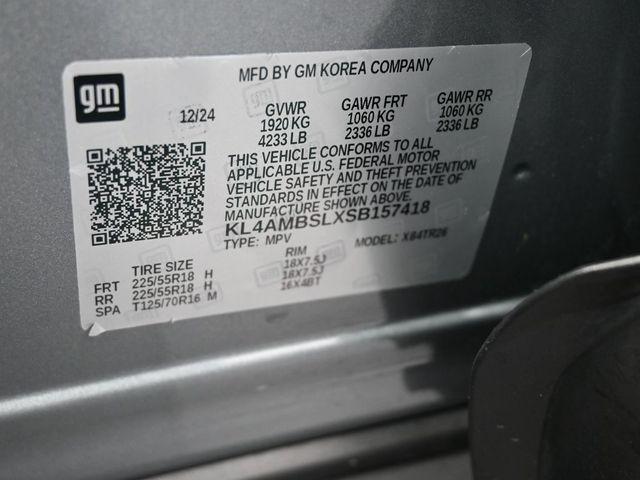 gm
MFD BY GM KOREA COMPANY
12/24 GVWR GAWR FRT GAWR RR
1920 KG 1060 KG 1060 KG
4233 LB 2336 LB 2336 LB
THIS VEHICLE CONFORMS TO ALL
APPLICABLE U.S. FEDERAL MOTOR
VEHICLE SAFETY AND THEFT PREVENTION
STANDARDS IN EFFECT ON THE DATE OF
MANUFACTURE SHOWN ABOVE.
KL4AMBSLXSB157418
TYPE: MPV MODEL: X84TR26
TIRE SIZE RIM
FRT 225/55R18 H 18X7.5J
RR 225/55R18 H 18X7.5J
SPA T125/70R16 M 16X4BT